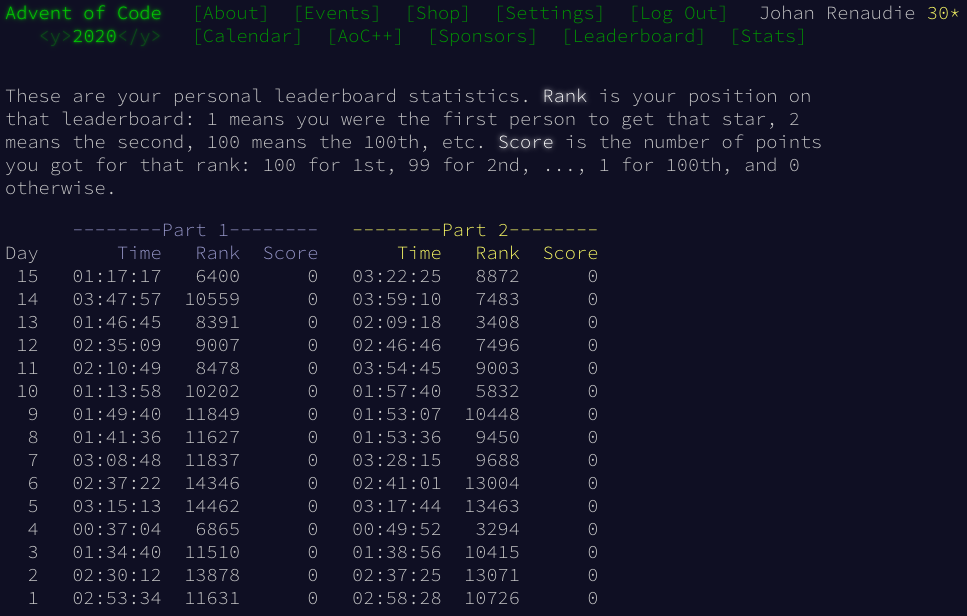 Advent of Code [About] [Events] [Shop] [Settings] [Log Out] Johan Renaudie 30*
<y>2020</y> [Calendar] [AoC++] [Sponsors] [Leaderboard] [Stats]
These are your personal leaderboard statistics. Rank is your position on
that leaderboard: 1 means you were the first person to get that star, 2
means the second, 100 means the 100th, etc. Score is the number of points
you got for that rank: 100 for 1st, 99 for 2nd, ..., 1 for 100th, and 0
otherwise.
--------Part 1-------- --------Part 2--------
Day Time Rank Score Time Rank Score
15 01:17:17 6400 0 03:22:25 8872 0
14 03:47:57 10559 0 03:59:10 7483 0
13 01:46:45 8391 0 02:09:18 3408 0
12 02:35:09 9007 0 02:46:46 7496 0
11 02:10:49 8478 0 03:54:45 9003 0
10 01:13:58 10202 0 01:57:40 5832 0
9 01:49:40 11849 0 01:53:07 10448 0
8 01:41:36 11627 0 01:53:36 9450 0
7 03:08:48 11837 0 03:28:15 9688 0
6 02:37:22 14346 0 02:41:01 13004 0
5 03:15:13 14462 0 03:17:44 13463 0
4 00:37:04 6865 0 00:49:52 3294 0
3 01:34:40 11510 0 01:38:56 10415 0
2 02:30:12 13878 0 02:37:25 13071 0
1 02:53:34 11631 0 02:58:28 10726 0